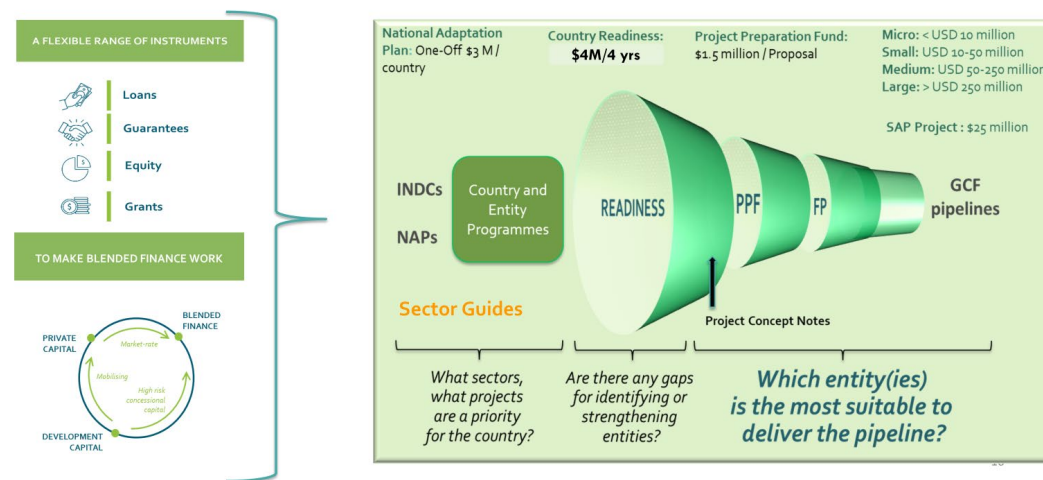 A FLEXIBLE RANGE OF INSTRUMENTS
Loans
Guarantees
Equity
Grants
TO MAKE BLENDED FINANCE WORK
BLENDED
FINANCE
PRIVATE
CAPITAL
Market-rate
Mobilising
High risk
concessional
capital
DEVELOPMENT
CAPITAL
National Adaptation
Plan: One-Off $3 M /
country
Country Readiness:
$4M/4 yrs
Project Preparation Fund:
$1.5 million / Proposal
Micro: < USD 10 million
Small: USD 10-50 million
Medium: USD 50-250 million
Large: > USD 250 million
SAP Project : $25 million
INDCs
NAPs
Country and
Entity
Programmes
READINESS
PPF
FP
GCF
pipelines
Sector Guides
Project Concept Notes
What sectors,
what projects
are a priority
for the country?
Are there any gaps
for identifying or
strengthening
entities?
Which entity(ies)
is the most suitable to
deliver the pipeline?